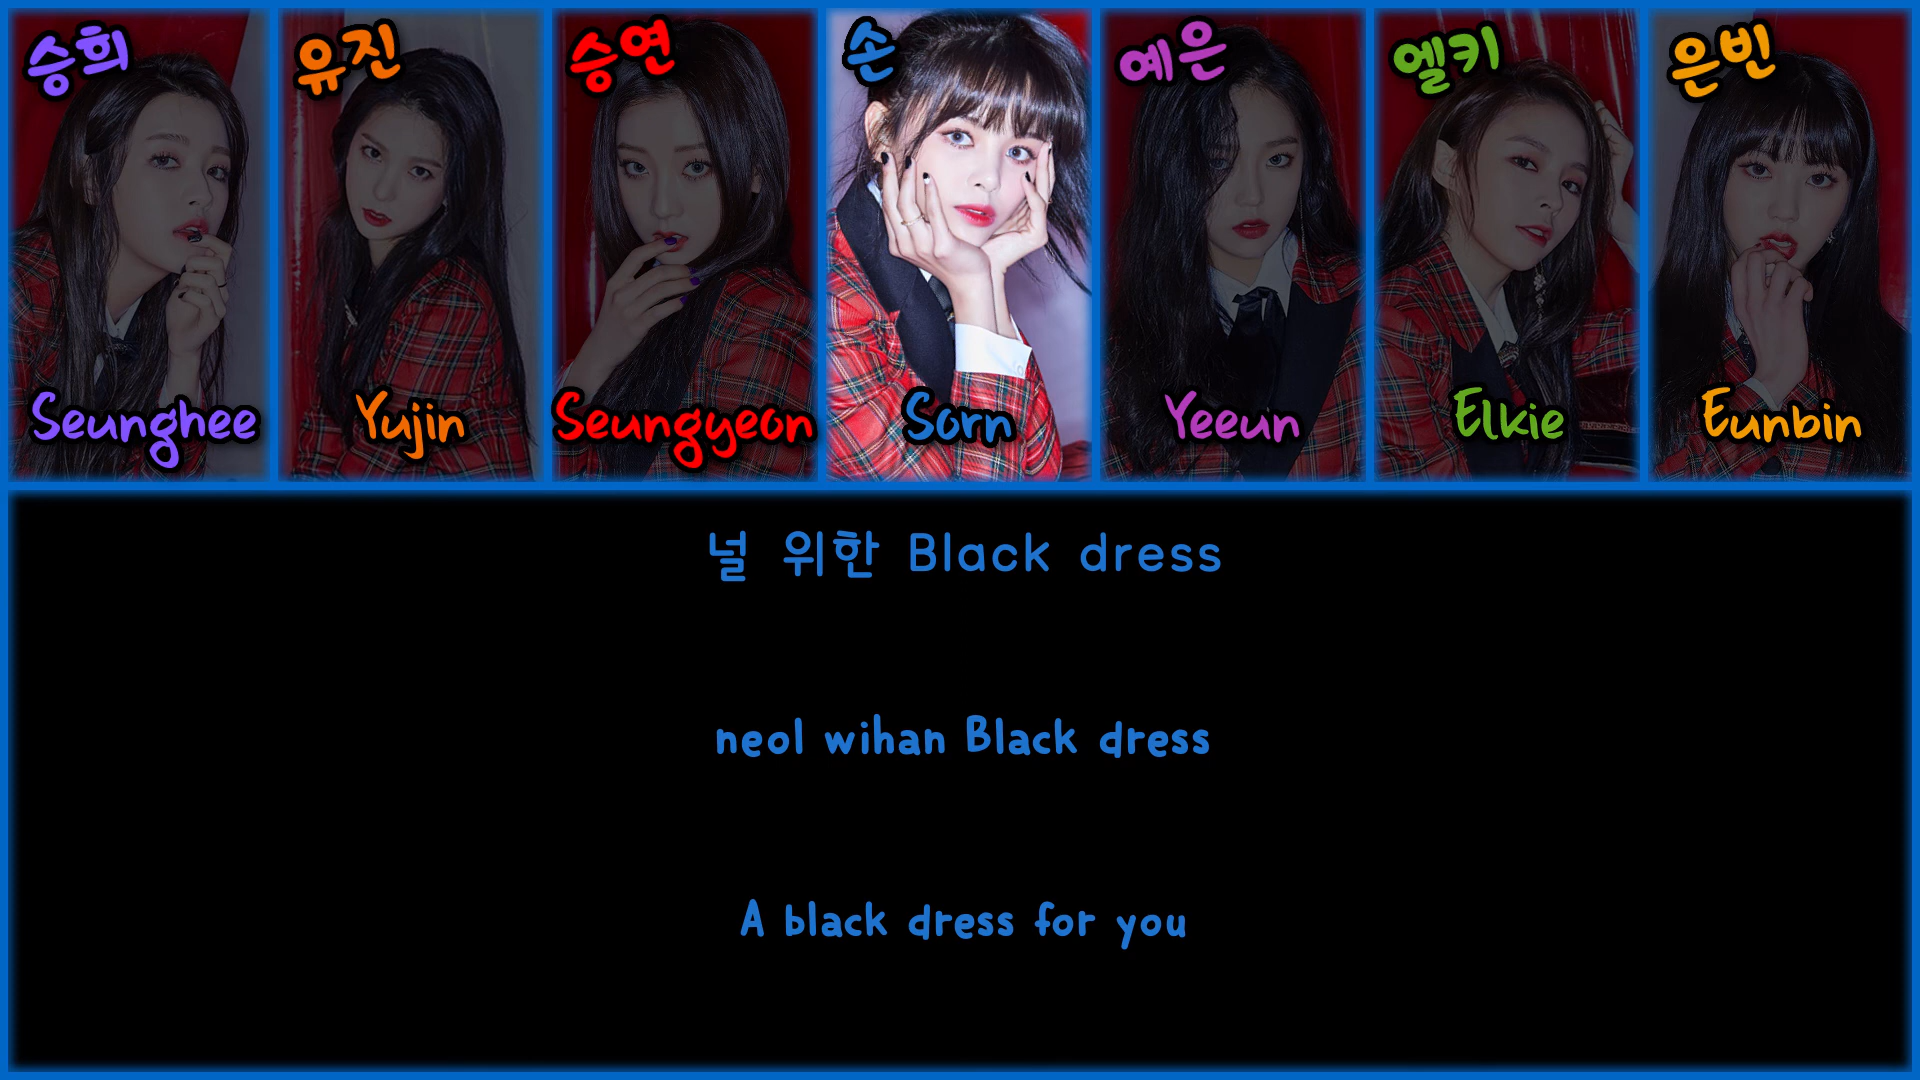 승희
유진
승연
손
예은
엘키
은빈
Seunghee
Yujin
Seungyeon
Sorn
Yeeun
Elkie
Eunbin
널 위한 Black dress
neol wihan Black dress
A black dress for you